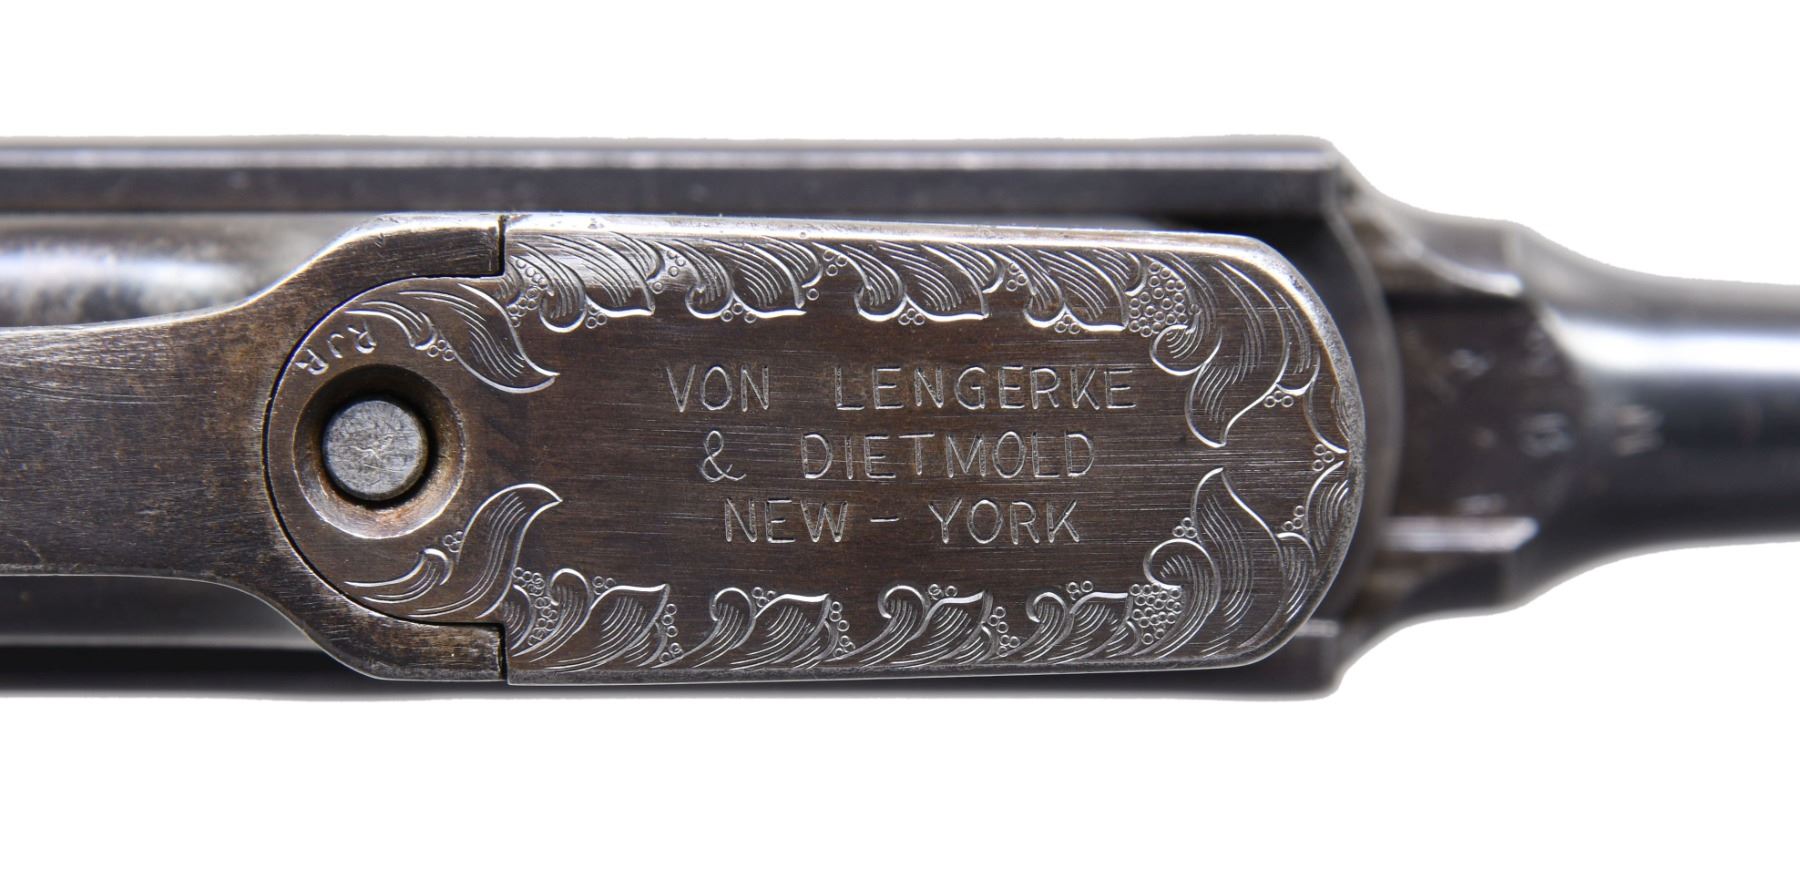 VON LENGERKE
& DIETMOLD
NEW - YORK
RJR